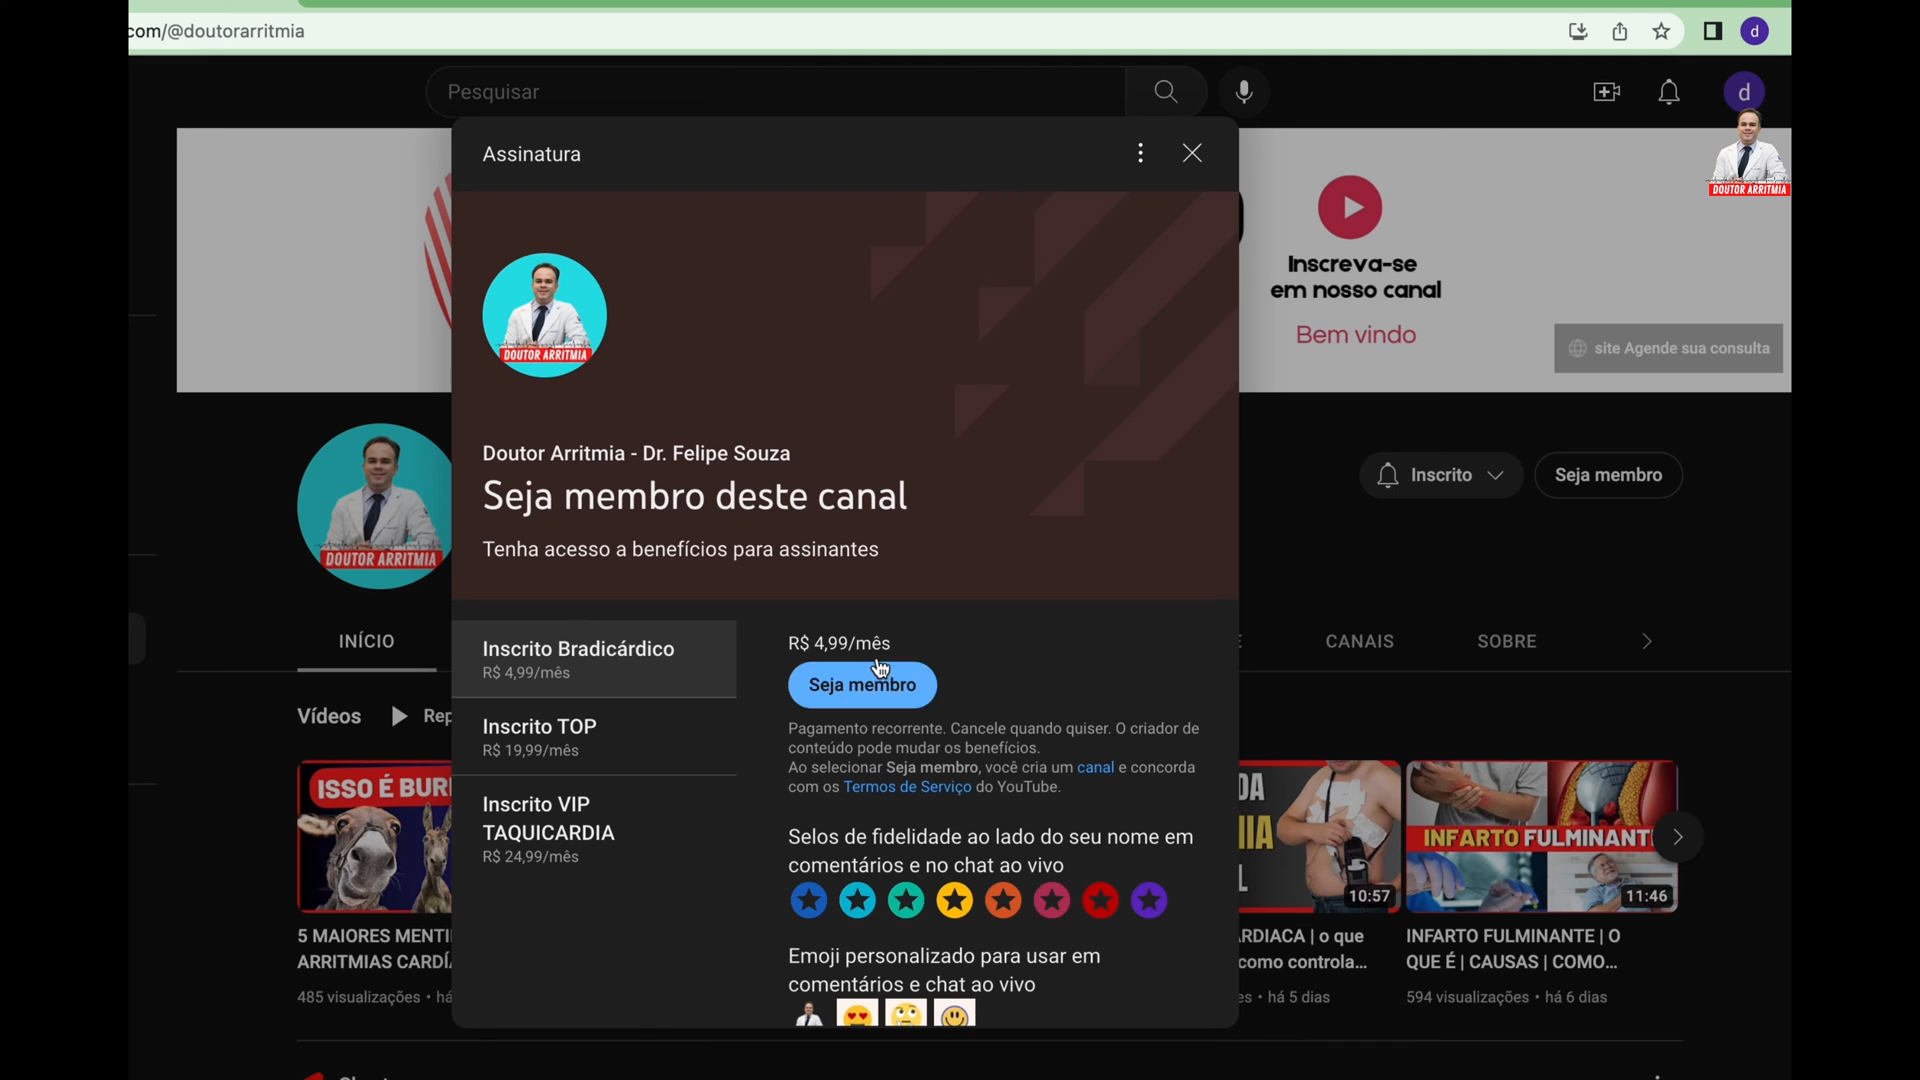 com/@doutorarritmia
d
Pesquisar
d
Assinatura
DOUTOR ARRITMIA
Inscreva-se
em nosso canal
Bem vindo
site Agende sua consulta
DOUTOR ARRITMIA
Doutor Arritmia - Dr. Felipe Souza
Seja membro deste canal
Tenha acesso a benefícios para assinantes
DOUTOR ARRITMIA
Inscrito
Seja membro
INÍCIO
CANAIS
SOBRE
Inscrito Bradicárdico
R$ 4,99/mês
Inscrito TOP
R$ 19,99/mês
Inscrito VIP
TAQUICARDIA
R$ 24,99/mês
R$ 4,99/mês
Seja membro
Pagamento recorrente. Cancele quando quiser. O criador de
conteúdo pode mudar os benefícios.
Ao selecionar Seja membro, você cria um canal e concorda
com os Termos de Serviço do YouTube.
Selos de fidelidade ao lado do seu nome em
comentários e no chat ao vivo
Emoji personalizado para usar em
comentários e chat ao vivo
Vídeos
Rep
ISSO É BUR
5 MAIORES MENTI
ARRITMIAS CARDÍ
485 visualizações • há
10:57
RDIACA | o que
como controla...
es • há 5 dias
INFARTO FULMINANT
11:46
INFARTO FULMINANTE | O
QUE É | CAUSAS | COMO...
594 visualizações • há 6 dias